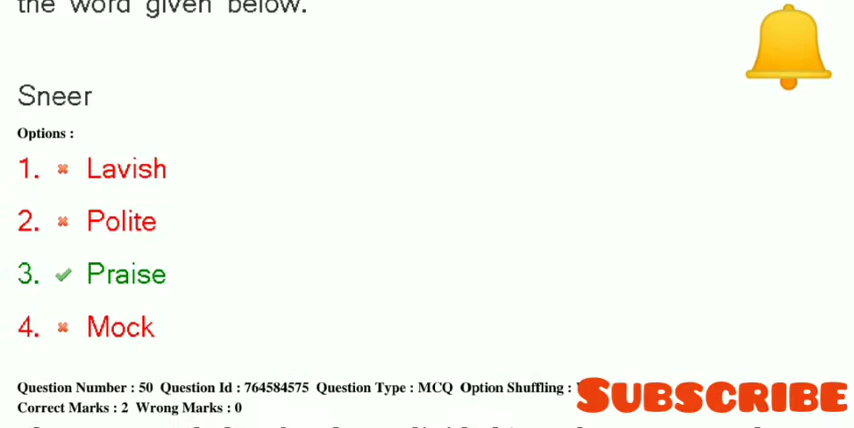 the word given below.
Sneer
Options :
1. Lavish
2. Polite
3. Praise
4. Mock
Question Number : 50 Question Id : 764584575 Question Type : MCQ Option Shuffling :
Correct Marks : 2 Wrong Marks : 0
SUBSCRIBE